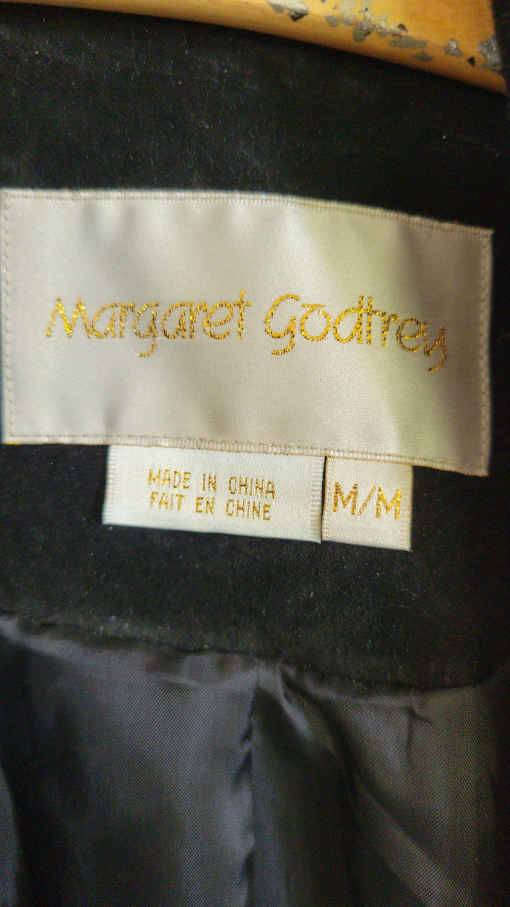 Margaret Godfrey
MADE IN CHINA
FAIT EN CHINE
M/M